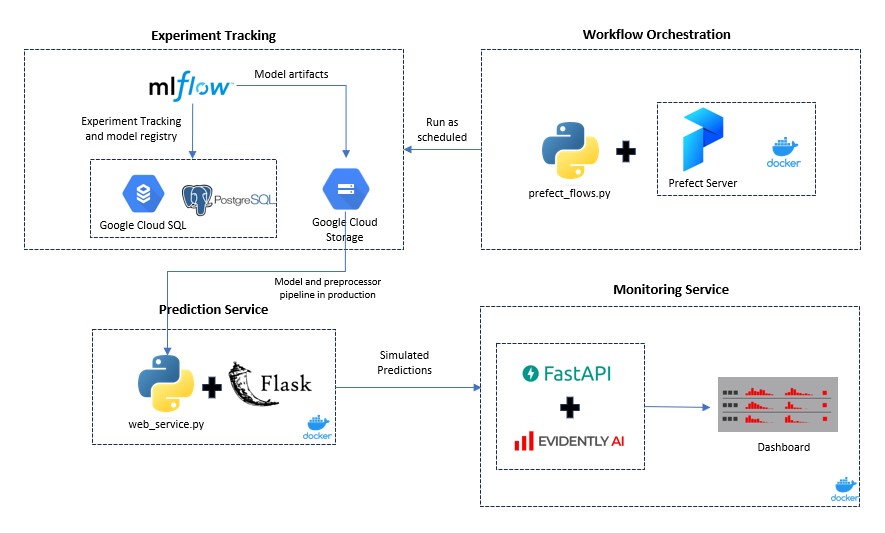 Experiment Tracking
Workflow Orchestration
mlflow
Model artifacts
Experiment Tracking
and model registry
Run as
scheduled
Google Cloud SQL
PostgreSQL
Google Cloud
Storage
prefect_flows.py
Prefect Server
docker
Model and preprocessor
pipeline in production
Prediction Service
Monitoring Service
web_service.py
Flask
docker
Simulated
Predictions
FastAPI
EVIDENTLY AI
Dashboard
docker